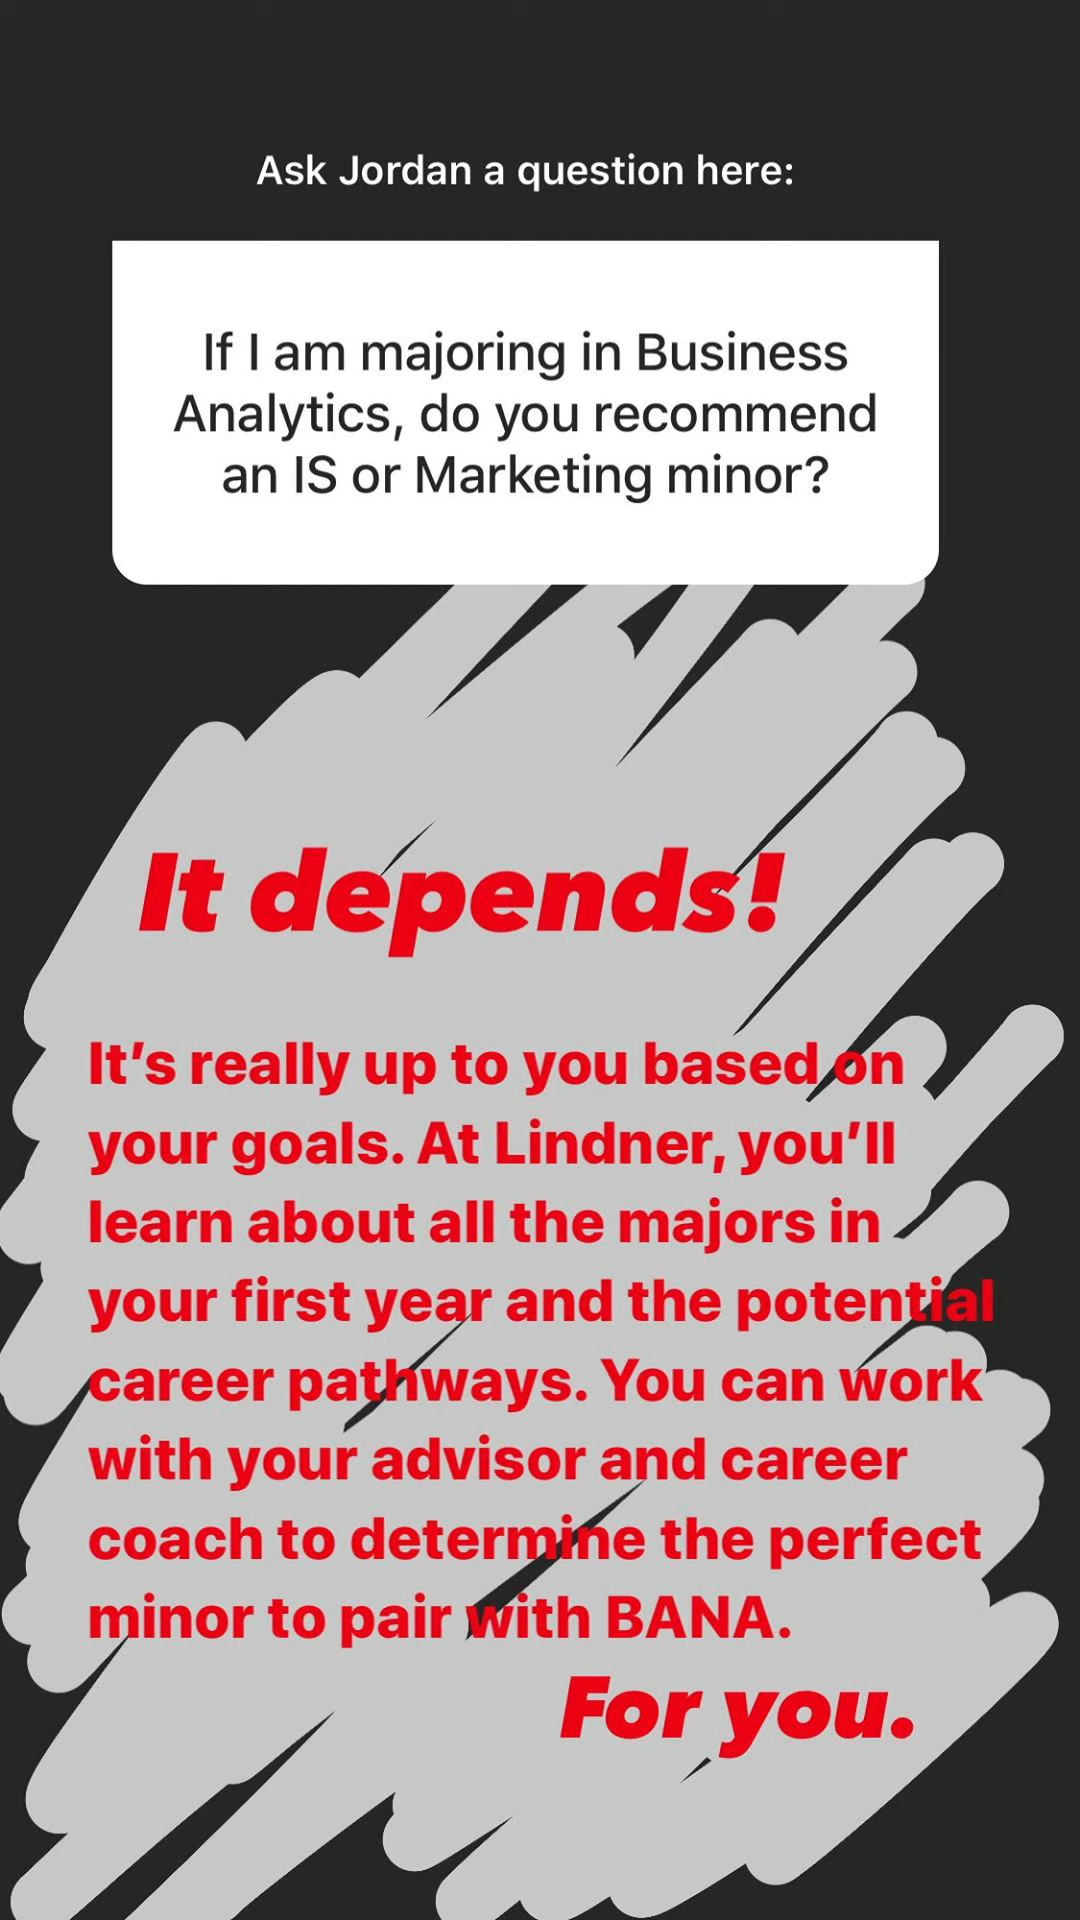 Ask Jordan a question here:
If I am majoring in Business
Analytics, do you recommend
an IS or Marketing minor?
It depends!
It’s really up to you based on
your goals. At Lindner, you’ll
learn about all the majors in
your first year and the potential
career pathways. You can work
with your advisor and career
coach to determine the perfect
minor to pair with BANA.
For you.